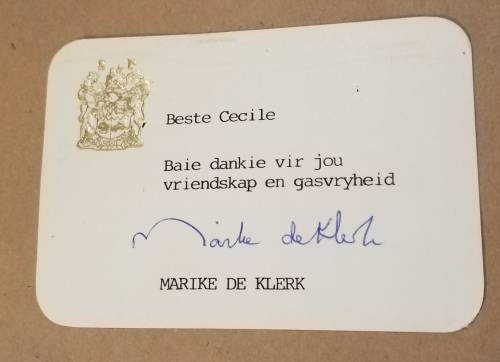 Beste Cecile
Baie dankie vir jou
vriendskap en gasvryheid
Marike de Klerk
MARIKE DE KLERK